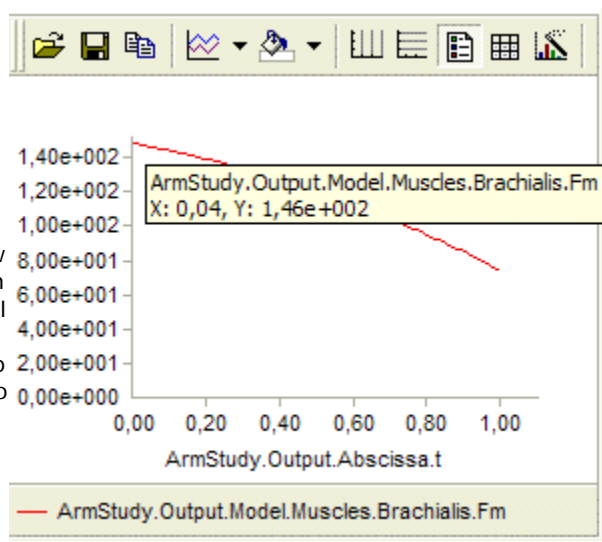 1,40e+002
1,20e+002
1,00e+002
8,00e+001
6,00e+001
4,00e+001
2,00e+001
0,00e+000
ArmStudy.Output.Model.Muscles.Brachialis.Fm
X: 0,04, Y: 1,46e+002
0,00 0,20 0,40 0,60 0,80 1,00
ArmStudy.Output.Abscissa.t
ArmStudy.Output.Model.Muscles.Brachialis.Fm